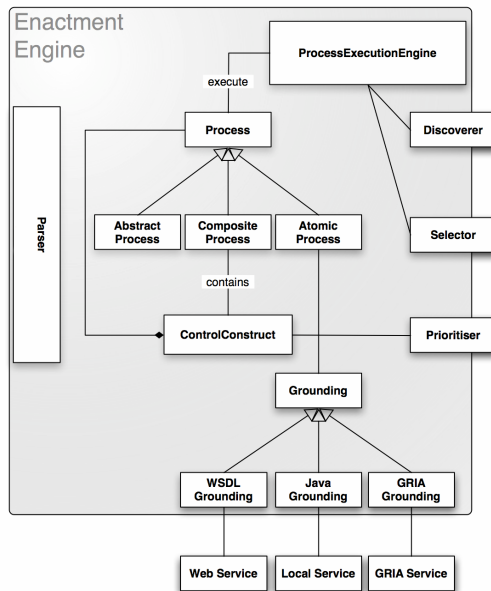 Enactment
Engine
ProcessExecutionEngine
execute
Process
Discoverer
Parser
Abstract
Process
Composite
Process
Atomic
Process
Selector
contains
ControlConstruct
Prioritiser
Grounding
WSDL
Grounding
Java
Grounding
GRIA
Grounding
Web Service
Local Service
GRIA Service